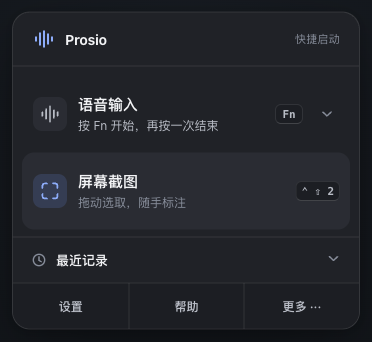 Prosio
快捷启动
语音输入
按 Fn 开始，再按一次结束
Fn
屏幕截图
拖动选取，随手标注
⌃ ⇧ 2
最近记录
设置
帮助
更多 ···